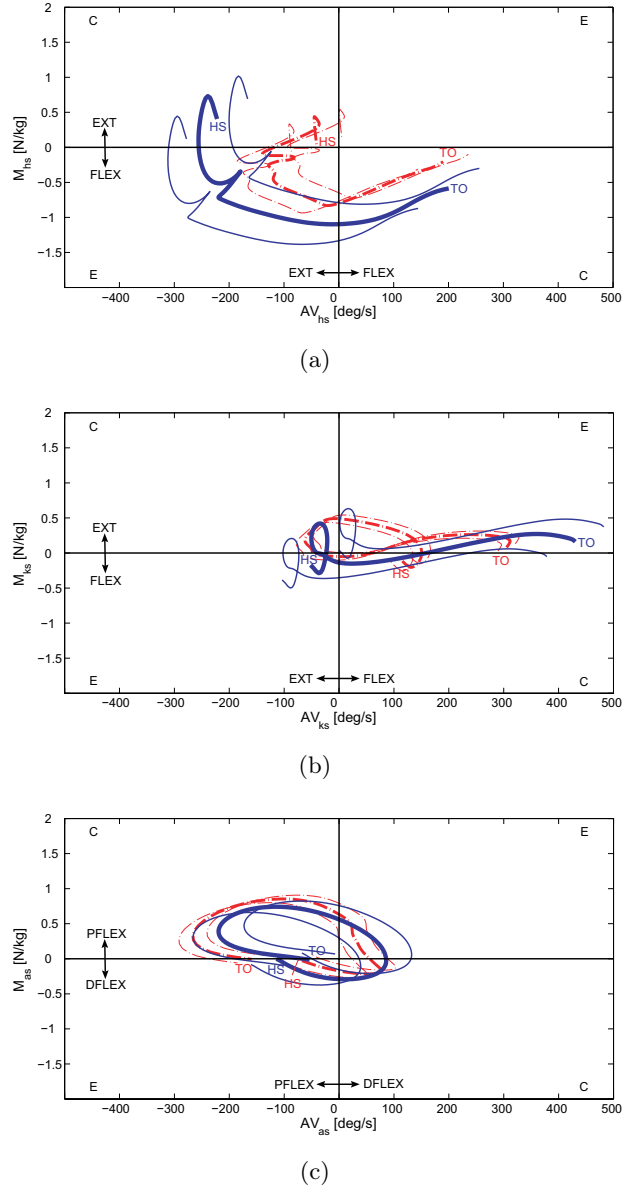 C E
2
1.5
1
0.5
0
−0.5
−1
−1.5
M_hs [N/kg]
EXT
FLEX
HS
HS
TO
TO
E EXT FLEX C
−400 −300 −200 −100 0 100 200 300 400 500
AV_hs [deg/s]
(a)
C E
2
1.5
1
0.5
0
−0.5
−1
−1.5
M_ks [N/kg]
EXT
FLEX
HS
HS
TO
TO
E EXT FLEX C
−400 −300 −200 −100 0 100 200 300 400 500
AV_ks [deg/s]
(b)
C E
2
1.5
1
0.5
0
−0.5
−1
−1.5
M_as [N/kg]
PFLEX
DFLEX
TO
TO
HS
HS
E PFLEX DFLEX C
−400 −300 −200 −100 0 100 200 300 400 500
AV_as [deg/s]
(c)